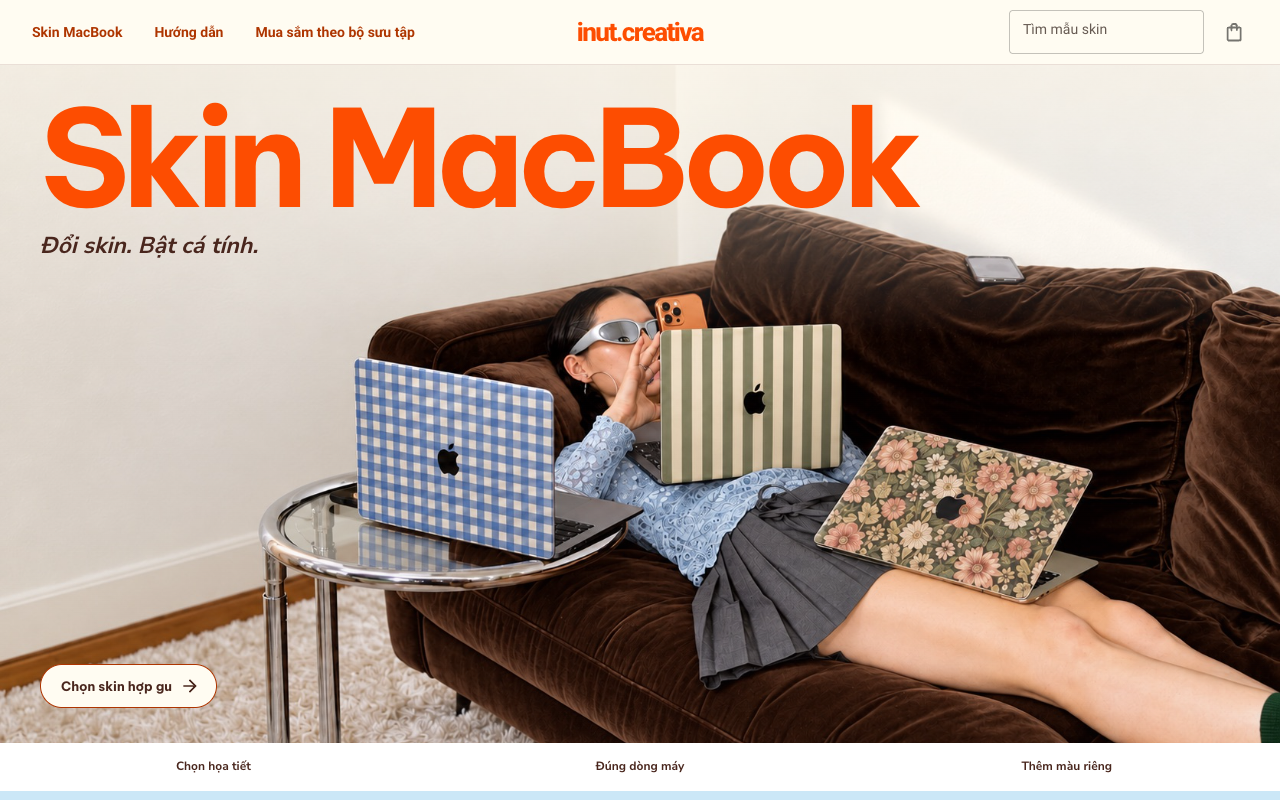 Skin MacBook
Hướng dẫn
Mua sắm theo bộ sưu tập
inut.creativa
Tìm mẫu skin
Skin MacBook
Đổi skin. Bật cá tính.
Chọn skin hợp gu
Chọn họa tiết
Đúng dòng máy
Thêm màu riêng